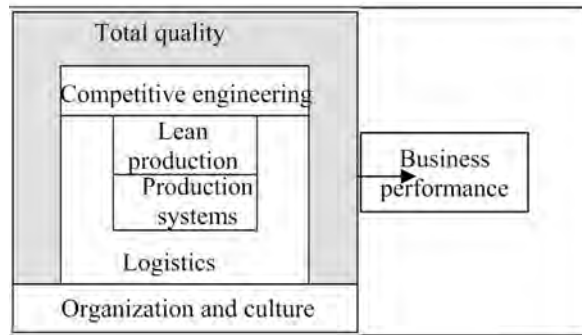 Total quality
Competitive engineering
Lean
production
Production
systems
Logistics
Organization and culture
Business
performance